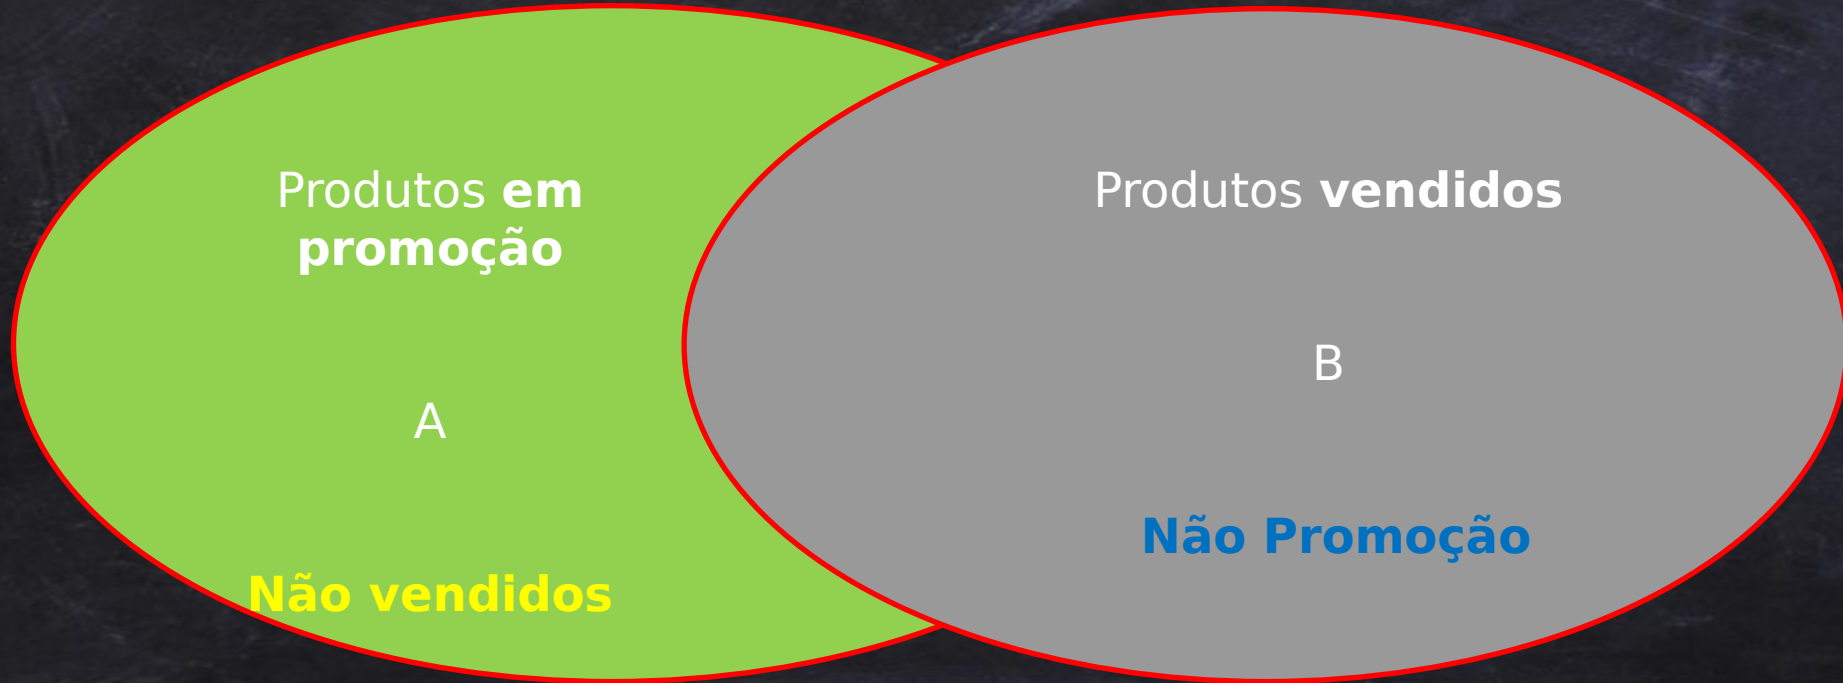 Produtos em
promoção
A
Não vendidos
Produtos vendidos
B
Não Promoção